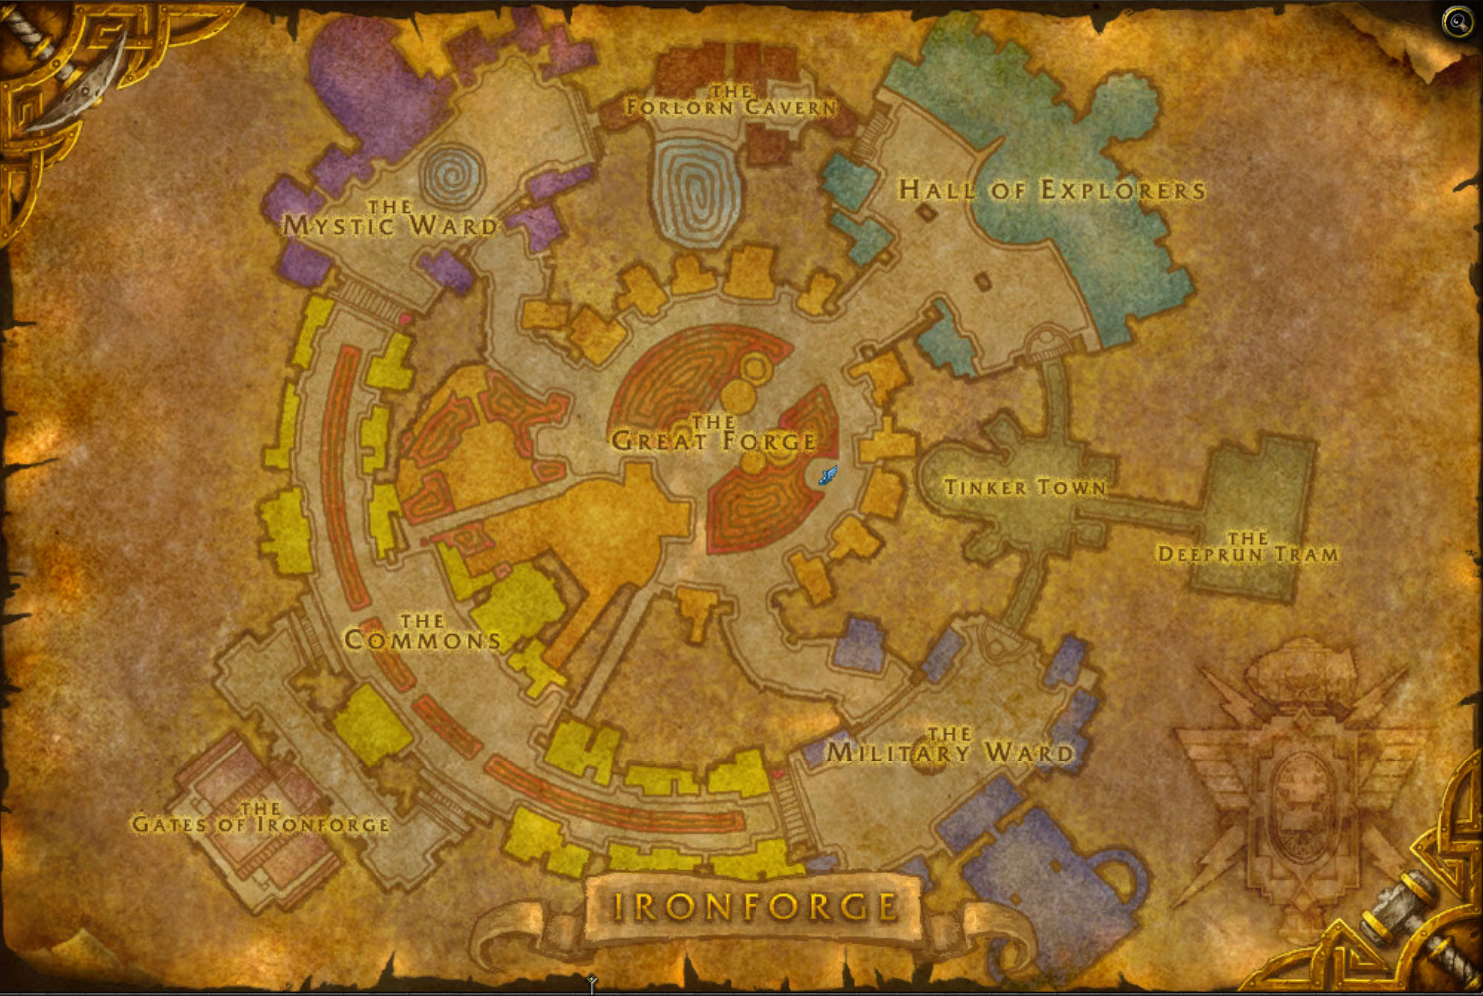 THE
FORLORN CAVERN
HALL OF EXPLORERS
THE
MYSTIC WARD
THE
GREAT FORGE
TINKER TOWN
THE
DEEPRUN TRAM
THE
COMMONS
THE
MILITARY WARD
THE
GATES OF IRONFORGE
IRONFORGE